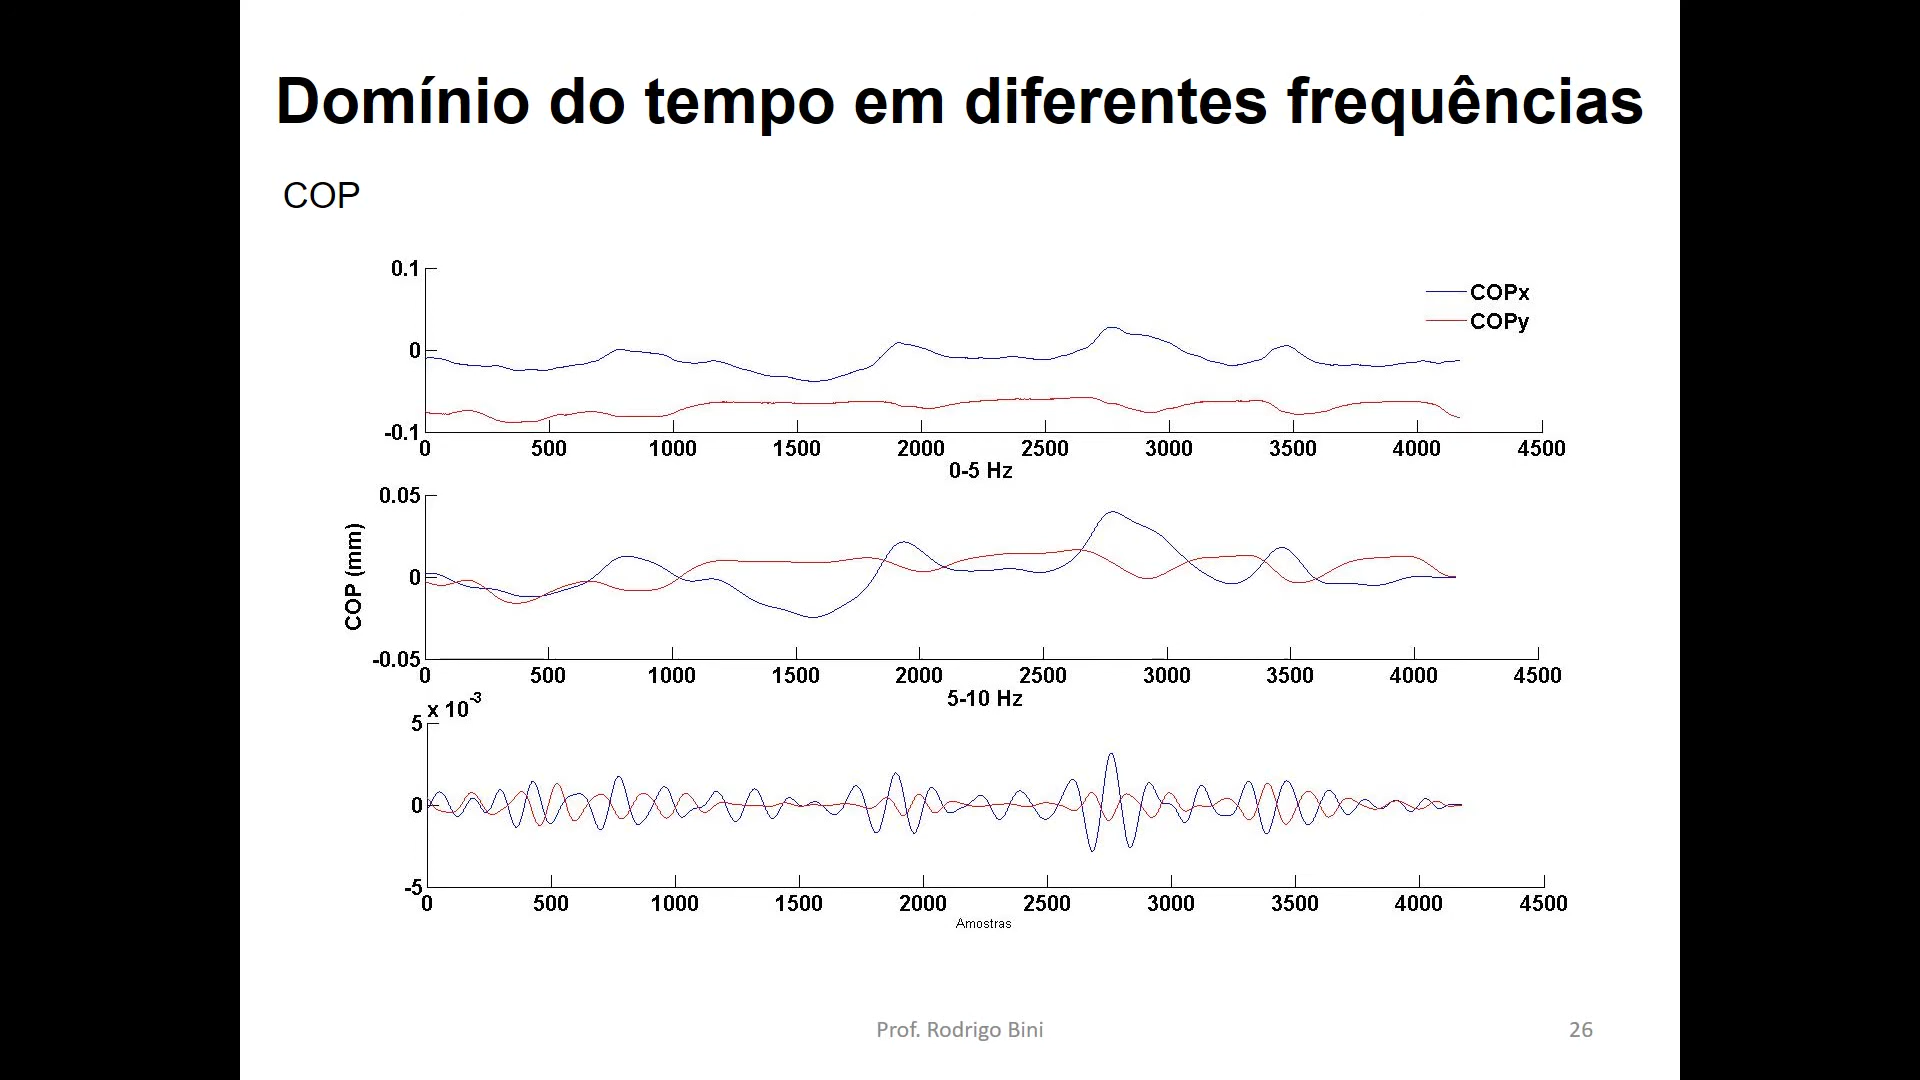 Domínio do tempo em diferentes frequências
COP
0.1
COPx
COPy
0
-0.1
0 500 1000 1500 2000 2500 3000 3500 4000 4500
0-5 Hz
0.05
0
COP (mm)
-0.05
0 500 1000 1500 2000 2500 3000 3500 4000 4500
5-10 Hz
x 10-3
5
0
-5
0 500 1000 1500 2000 2500 3000 3500 4000 4500
Amostras
Prof. Rodrigo Bini
26